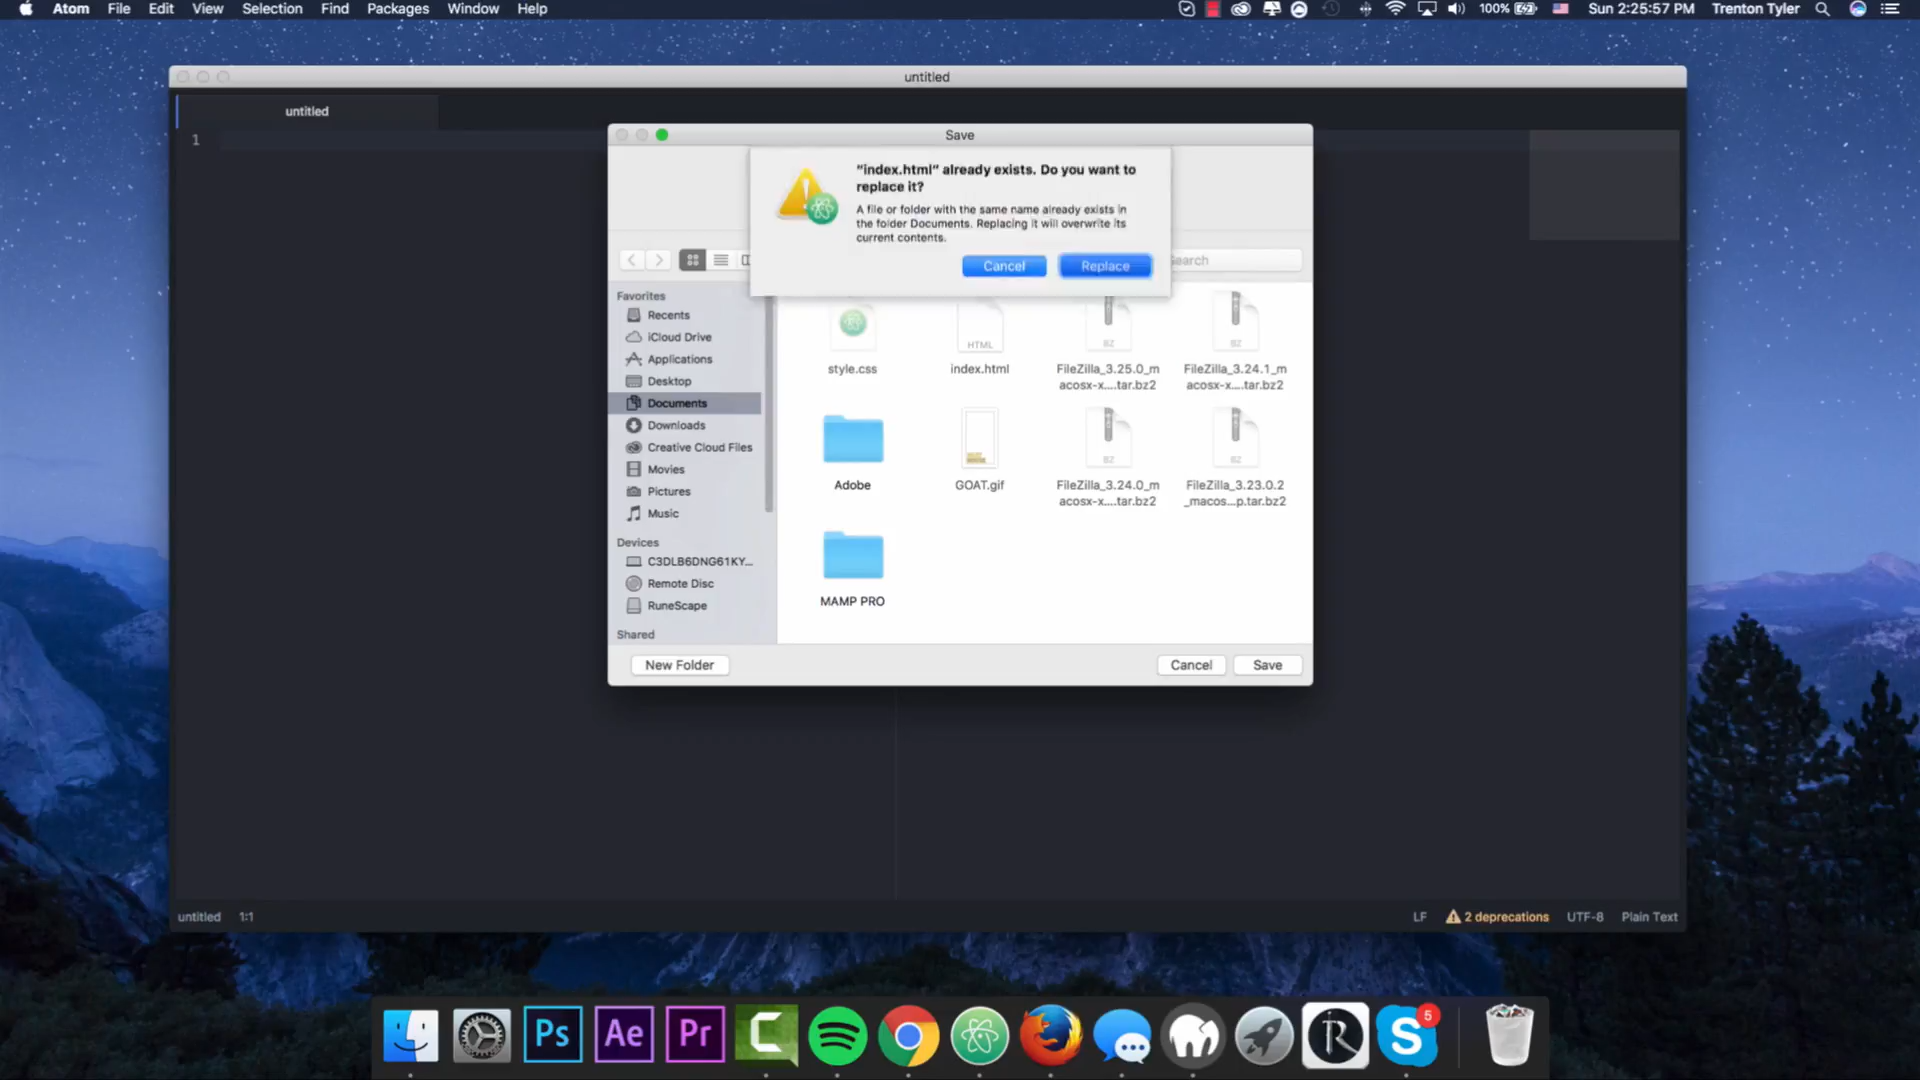 Atom File Edit View Selection Find Packages Window Help 100% Sun 2:25:57 PM Trenton Tyler
untitled
untitled
1
Save
"index.html" already exists. Do you want to
replace it?
A file or folder with the same name already exists in
the folder Documents. Replacing it will overwrite its
current contents.
Cancel Replace
Search
Favorites
Recents
iCloud Drive
Applications
Desktop
Documents
Downloads
Creative Cloud Files
Movies
Pictures
Music
Devices
C3DLB6DNG61KY...
Remote Disc
RuneScape
Shared
HTML BZ BZ
style.css index.html FileZilla_3.25.0_m FileZilla_3.24.1_m
acosx-x....tar.bz2 acosx-x....tar.bz2
BZ BZ
Adobe GOAT.gif FileZilla_3.24.0_m FileZilla_3.23.0.2
acosx-x....tar.bz2 _macos...p.tar.bz2
MAMP PRO
New Folder Cancel Save
untitled 1:1 LF 2 deprecations UTF-8 Plain Text
Ps Ae Pr C R S 5